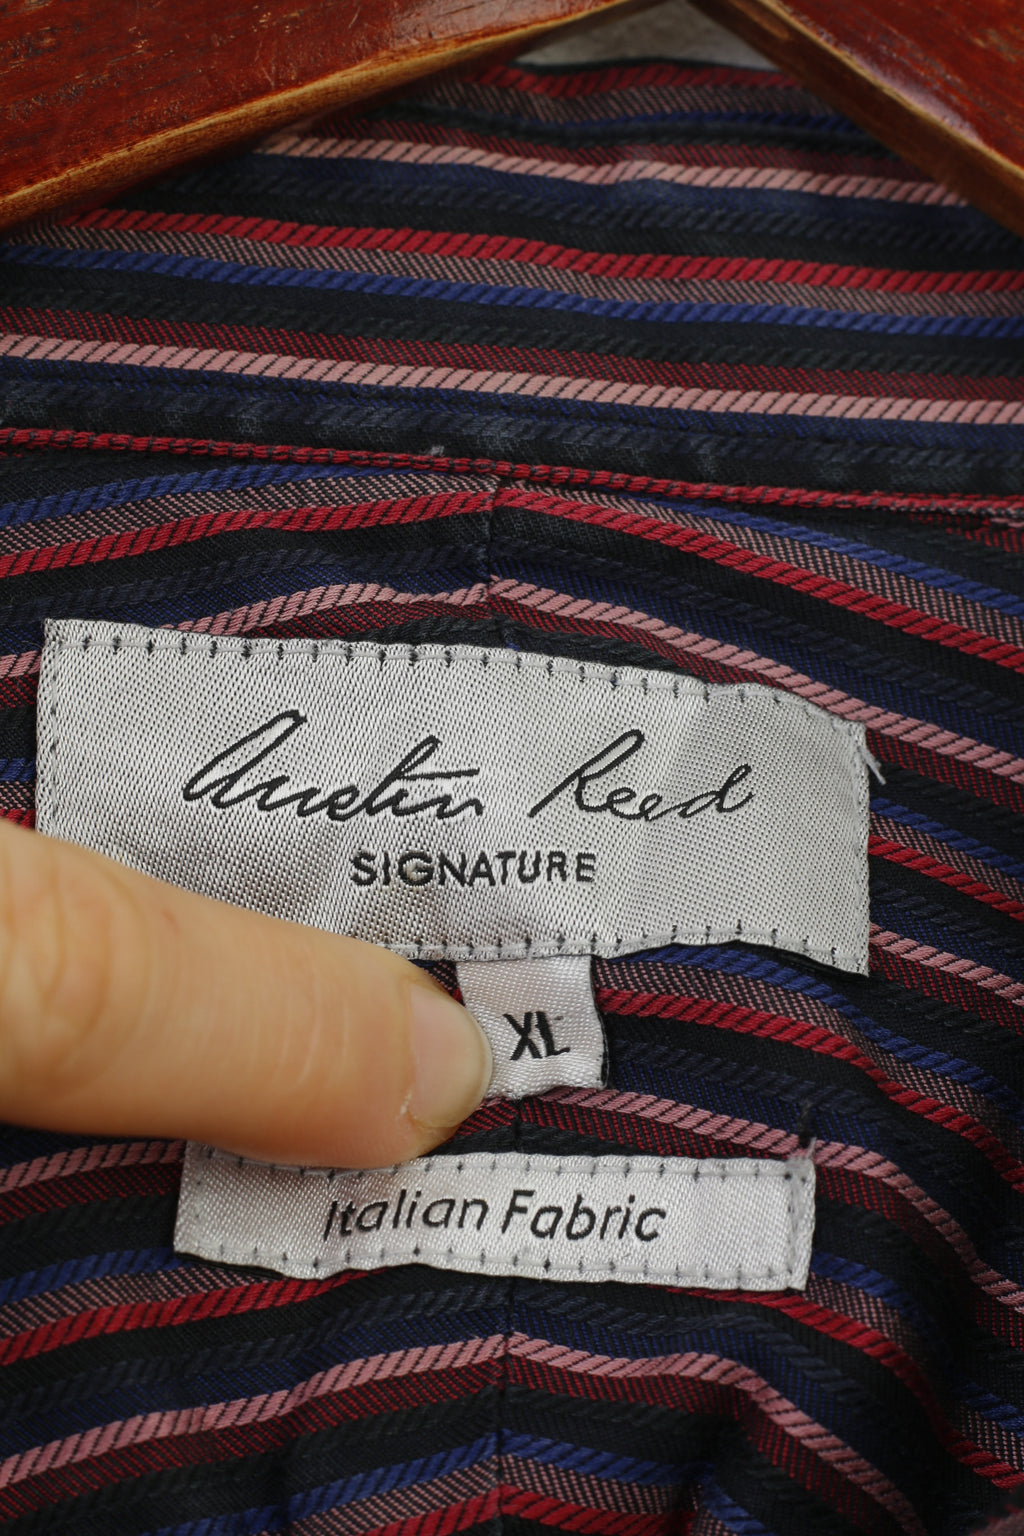 Austin Reed
SIGNATURE
XL
Italian Fabric